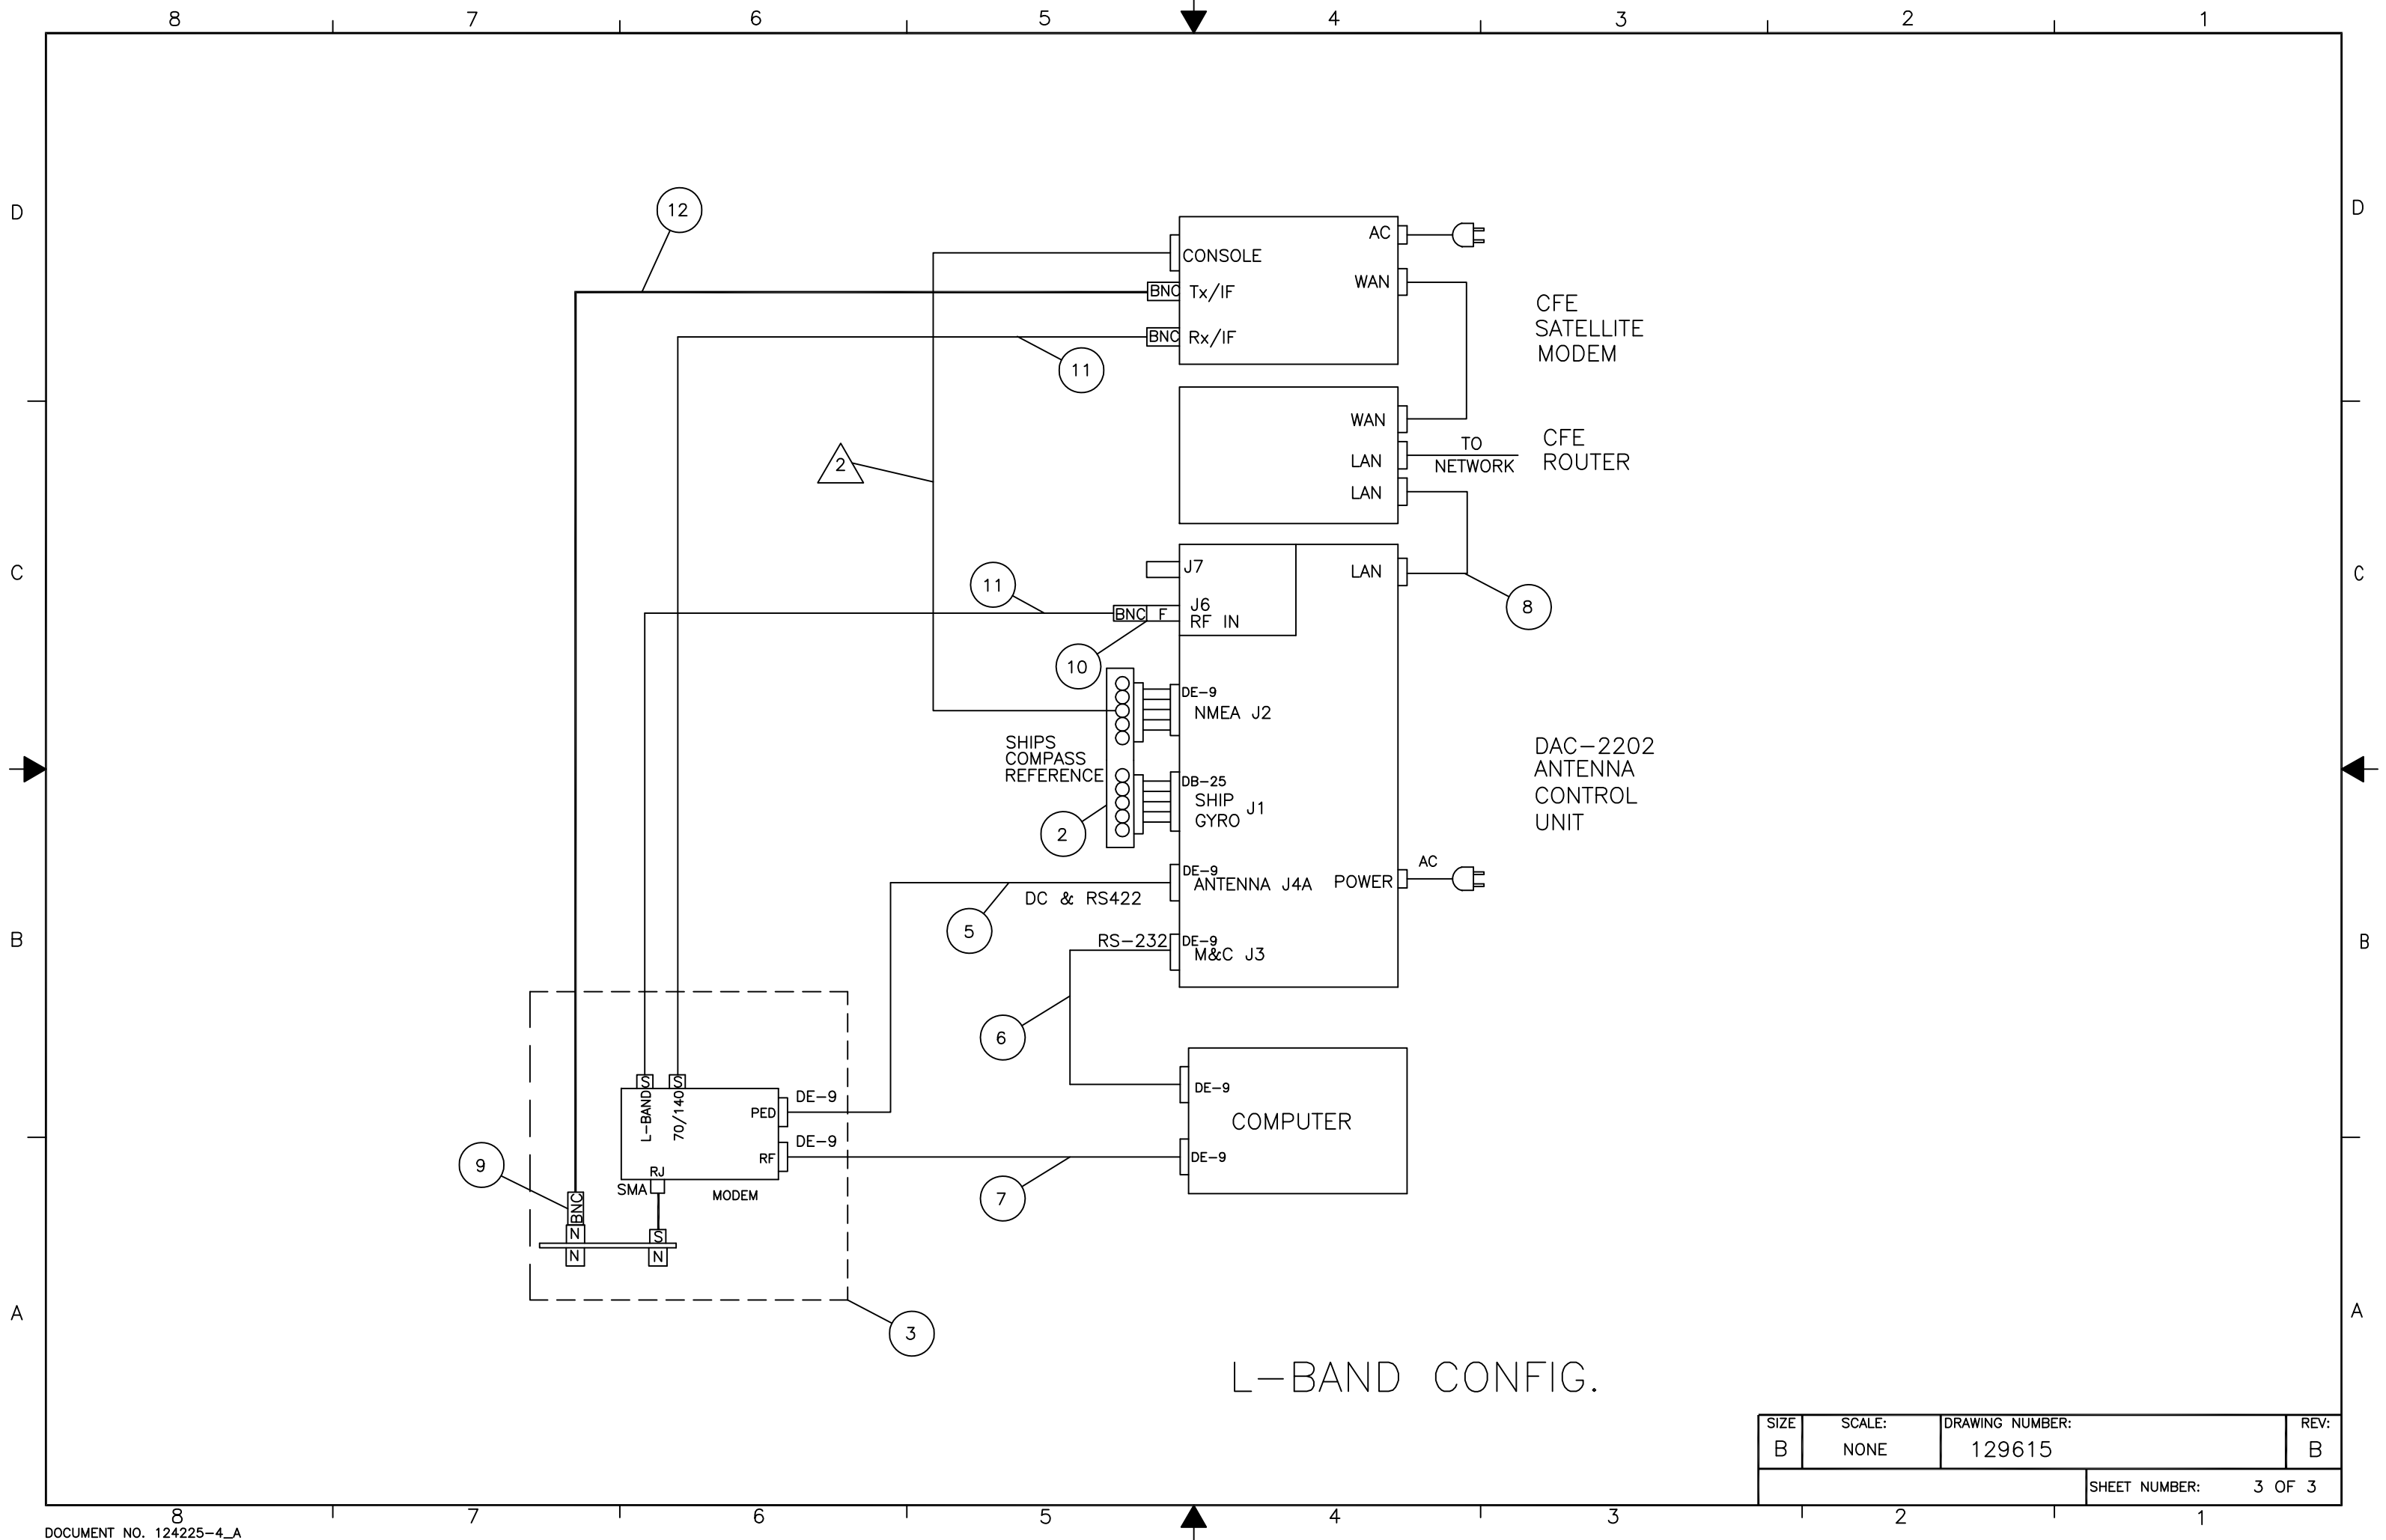 8 7 6 5 4 3 2 1
D
D
12
CONSOLE
AC
BNC Tx/IF
WAN
BNC Rx/IF
11
CFE
SATELLITE
MODEM
2
WAN
LAN
LAN
TO
NETWORK
CFE
ROUTER
C
C
J7
LAN
11
BNC F
J6
RF IN
8
10
DE-9
NMEA J2
SHIPS
COMPASS
REFERENCE
DB-25
SHIP
GYRO
J1
2
DAC-2202
ANTENNA
CONTROL
UNIT
DE-9
ANTENNA J4A
POWER
AC
DC & RS422
5
B
B
RS-232
DE-9
M&C J3
6
S
S
L-BAND
70/140
PED
DE-9
RF
DE-9
RJ
SMA
MODEM
DE-9
COMPUTER
DE-9
7
9
BNC
N
N
S
N
3
A
A
L-BAND CONFIG.
SIZE
B
SCALE:
NONE
DRAWING NUMBER:
129615
REV:
B
SHEET NUMBER: 3 OF 3
8 7 6 5 4 3 2 1
DOCUMENT NO. 124225-4_A